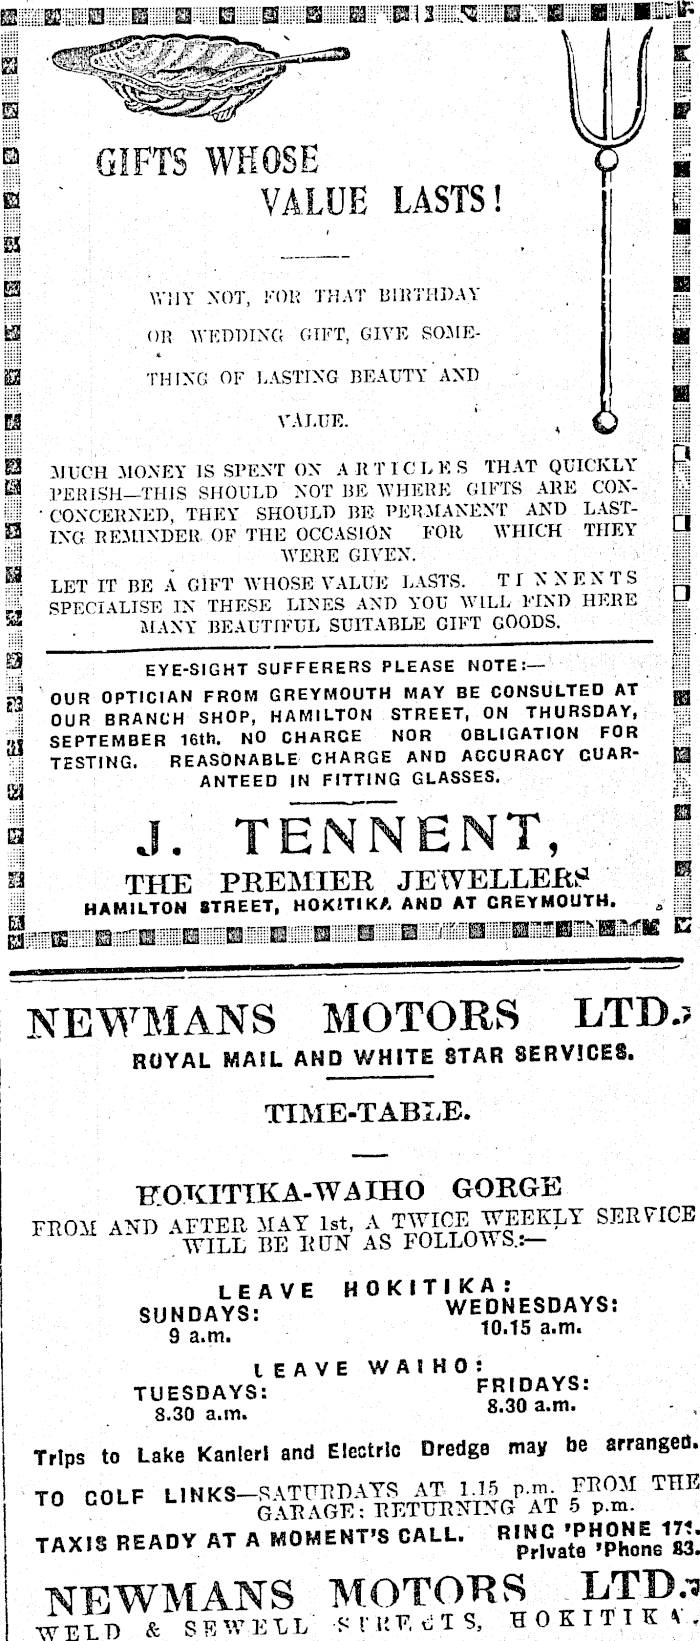 GIFTS WHOSE
VALUE LASTS!
WHY NOT, FOR THAT BIRTHDAY
OR WEDDING GIFT, GIVE SOME-
THING OF LASTING BEAUTY AND
VALUE.
MUCH MONEY IS SPENT ON ARTICLES THAT QUICKLY
PERISH—THIS SHOULD NOT BE WHERE GIFTS ARE CON-
CONCERNED, THEY SHOULD BE PERMANENT AND LAST-
ING REMINDER OF THE OCCASION FOR WHICH THEY
WERE GIVEN.
LET IT BE A GIFT WHOSE VALUE LASTS. TINNENTS
SPECIALISE IN THESE LINES AND YOU WILL FIND HERE
MANY BEAUTIFUL SUITABLE GIFT GOODS.
EYE-SIGHT SUFFERERS PLEASE NOTE:—
OUR OPTICIAN FROM GREYMOUTH MAY BE CONSULTED AT
OUR BRANCH SHOP, HAMILTON STREET, ON THURSDAY,
SEPTEMBER 16th. NO CHARGE NOR OBLIGATION FOR
TESTING. REASONABLE CHARGE AND ACCURACY GUAR-
ANTEED IN FITTING GLASSES.
J. TENNENT,
THE PREMIER JEWELLERS
HAMILTON STREET, HOKITIKA AND AT GREYMOUTH.
NEWMANS MOTORS LTD.,
ROYAL MAIL AND WHITE STAR SERVICES.
TIME-TABLE.
HOKITIKA-WAIHO GORGE
FROM AND AFTER MAY 1st, A TWICE WEEKLY SERVICE
WILL BE RUN AS FOLLOWS.:—
LEAVE HOKITIKA:
SUNDAYS: WEDNESDAYS:
9 a.m. 10.15 a.m.
LEAVE WAIHO:
TUESDAYS: FRIDAYS:
8.30 a.m. 8.30 a.m.
Trips to Lake Kanieri and Electric Dredge may be arranged.
TO GOLF LINKS—SATURDAYS AT 1.15 p.m. FROM THE
GARAGE: RETURNING AT 5 p.m.
TAXIS READY AT A MOMENT'S CALL. RING 'PHONE
Private 'Phone 83.
NEWMANS MOTORS LTD.,
WELD & SEWELL STREETS, HOKITIKA.